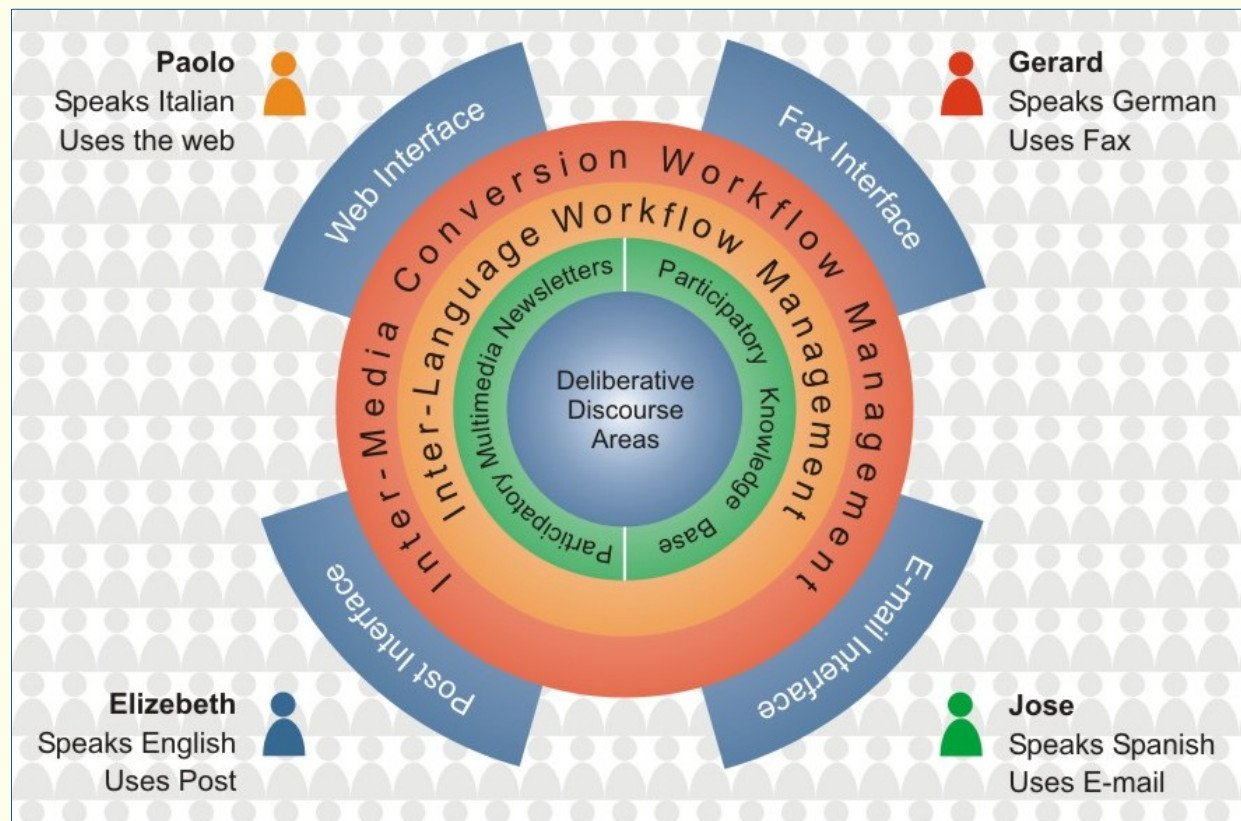 Paolo
Speaks Italian
Uses the web
Gerard
Speaks German
Uses Fax
Web Interface
Fax Interface
Inter-Media Conversion Workflow Management
Inter-Language Workflow Management
Participatory Multimedia Newsletters
Participatory Knowledge Base
Deliberative
Discourse
Areas
Post Interface
E-mail Interface
Elizebeth
Speaks English
Uses Post
Jose
Speaks Spanish
Uses E-mail